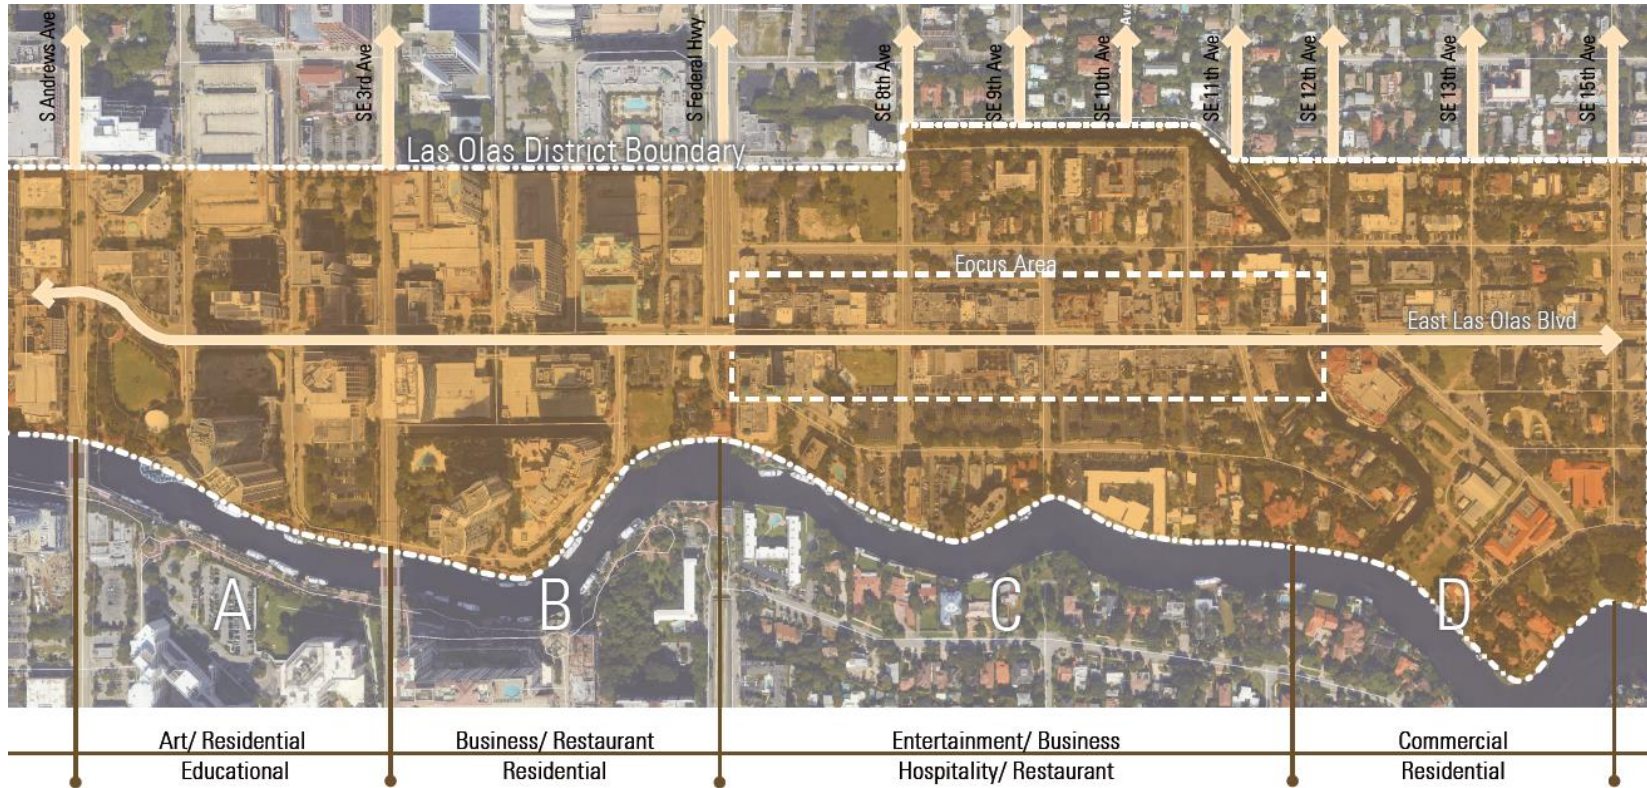 S Andrews Ave
SE 3rd Ave
S Federal Hwy
SE 8th Ave
SE 9th Ave
SE 10th Ave
Ave
SE 11th Ave
SE 12th Ave
SE 13th Ave
SE 15th Ave
Las Olas District Boundary
Focus Area
East Las Olas Blvd
A
B
C
D
Art/ Residential
Educational
Business/ Restaurant
Residential
Entertainment/ Business
Hospitality/ Restaurant
Commercial
Residential